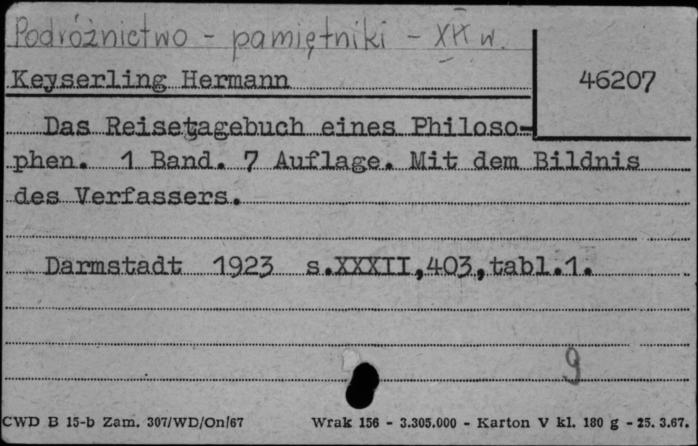 Podróżnictwo - pamiętniki - XX w.
Keyserling Hermann
46207
Das Reisetagebuch eines Philoso-
phen. 1 Band. 7 Auflage. Mit dem Bildnis
des Verfassers.
Darmstadt 1923 s.XXXII,403,tabl.1.
9
CWD B 15-b Zam. 307/WD/On/67 Wrak 156 - 3.305.000 - Karton V kl. 180 g - 25. 3.67.